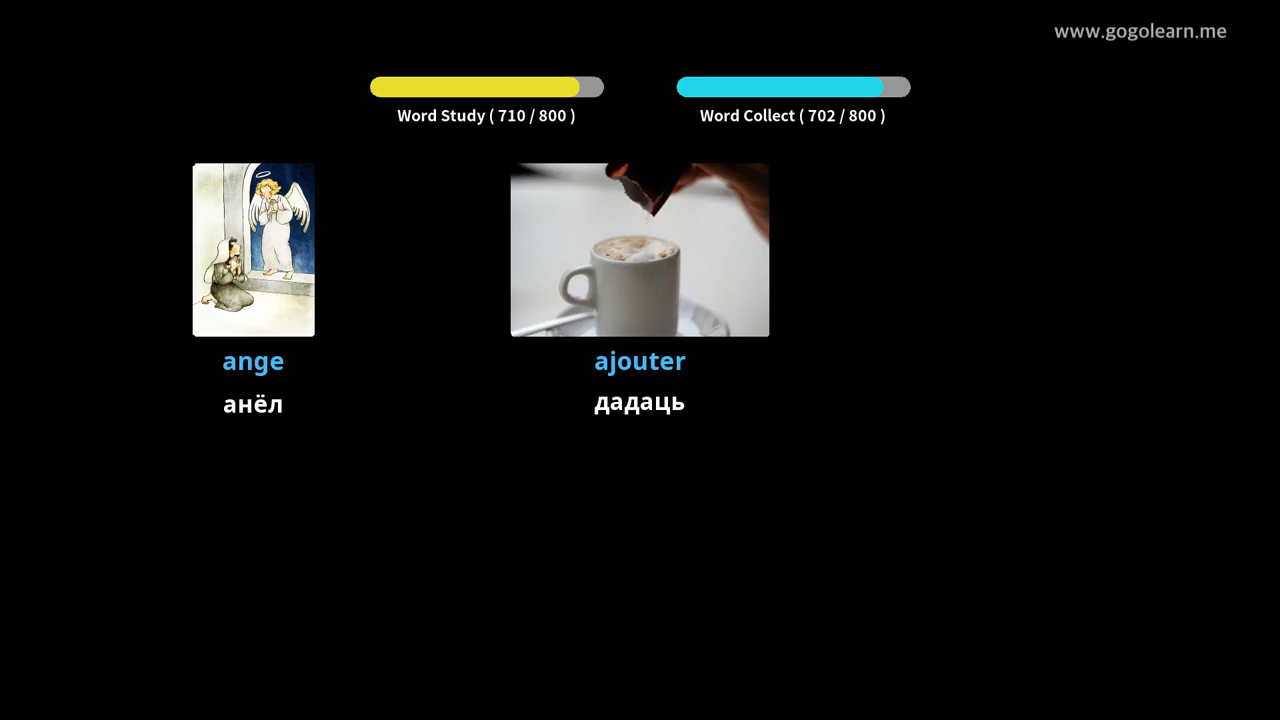 www.gogolearn.me
Word Study ( 710 / 800 )
Word Collect ( 702 / 800 )
ange
ajouter
анёл
дадаць